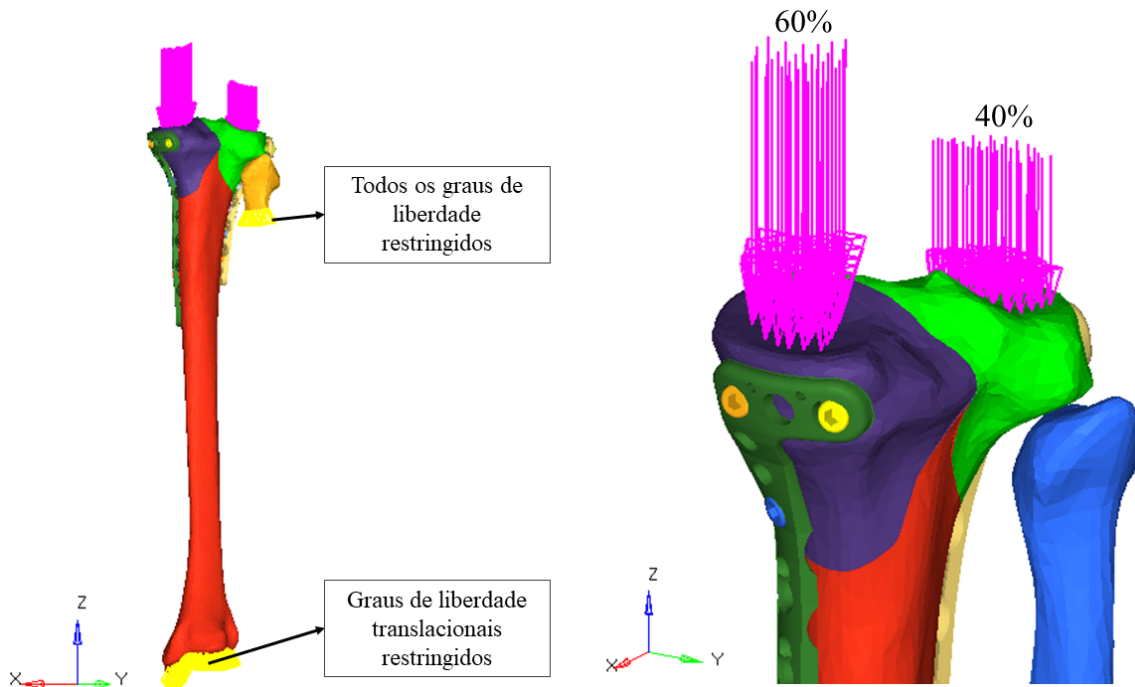 60%
40%
Todos os graus de
liberdade
restringidos
Graus de liberdade
translacionais
restringidos
Z
X
Y
Z
X
Y